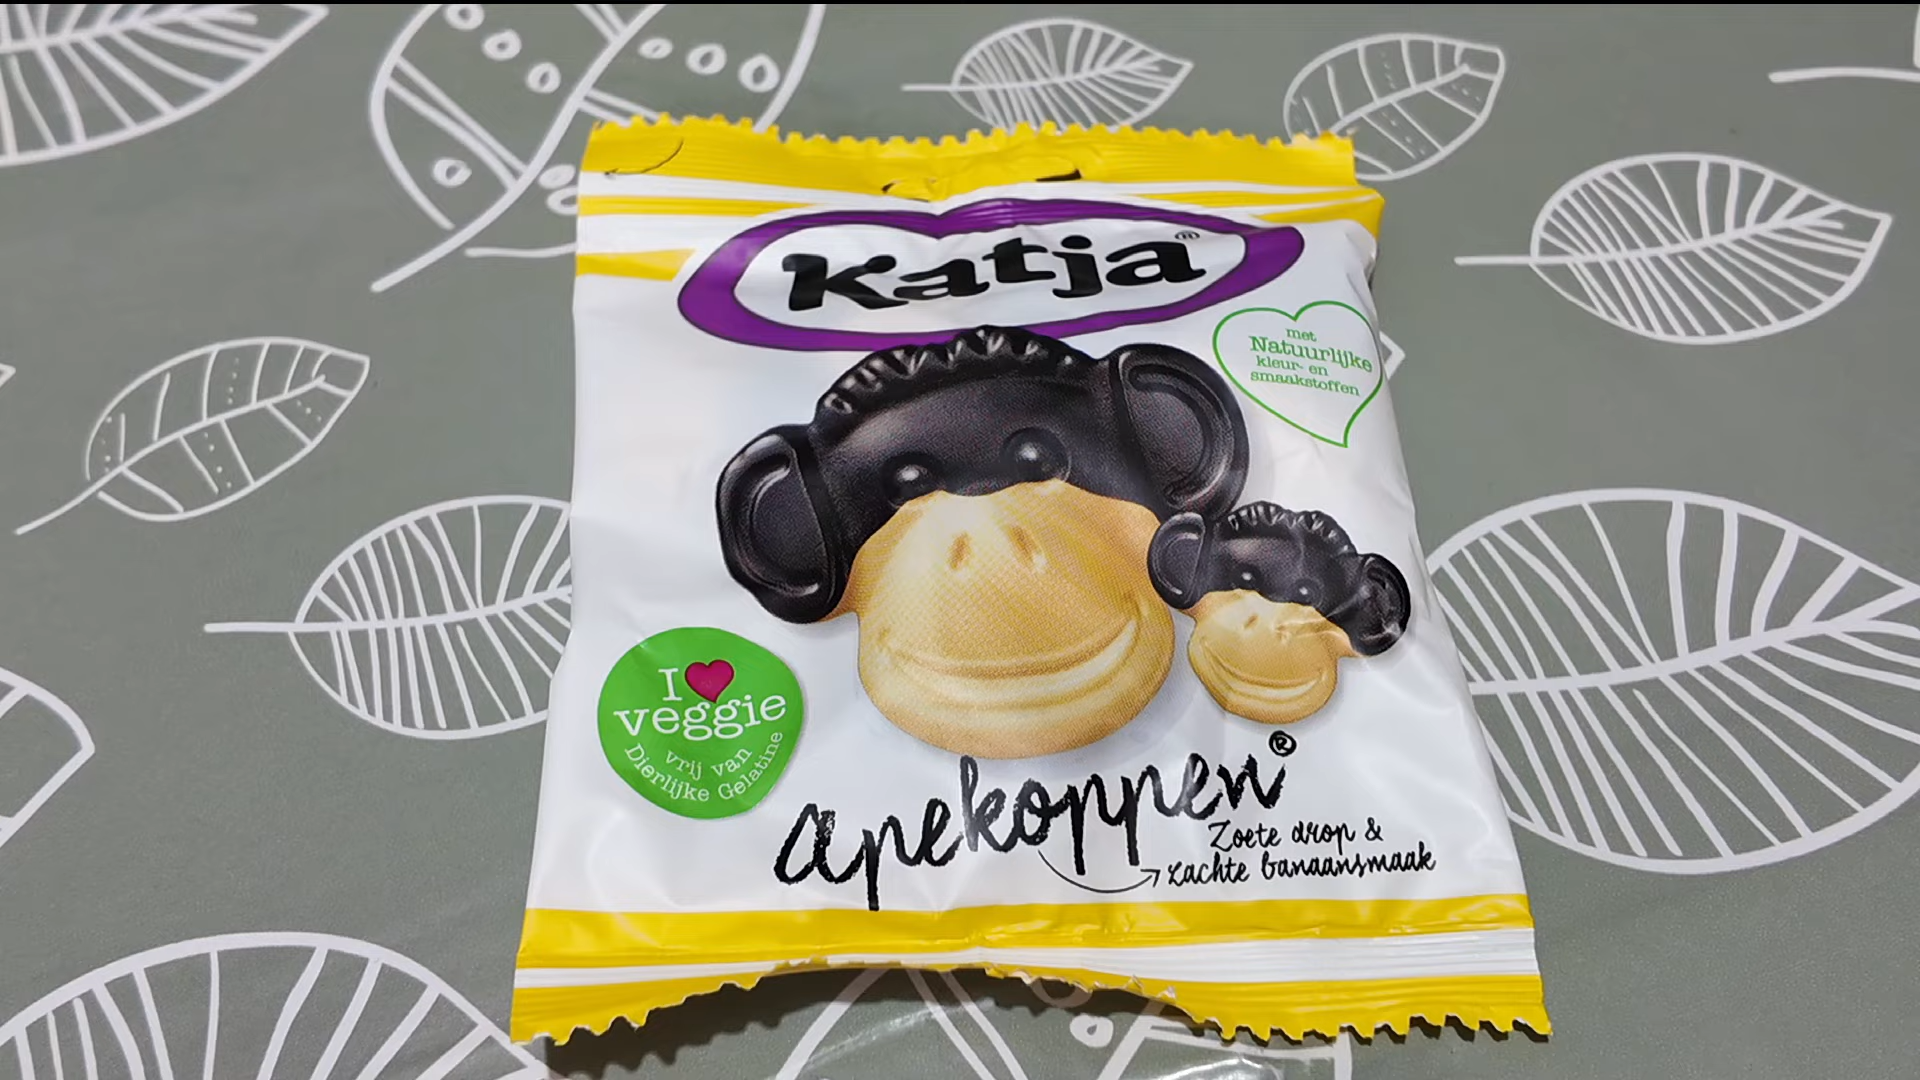 Katja®
met
Natuurlijke
kleur- en
smaakstoffen
I ❤
veggie
vrij van
Dierlijke Gelatine
apekoppen®
Zoete drop &
zachte banaansmaak